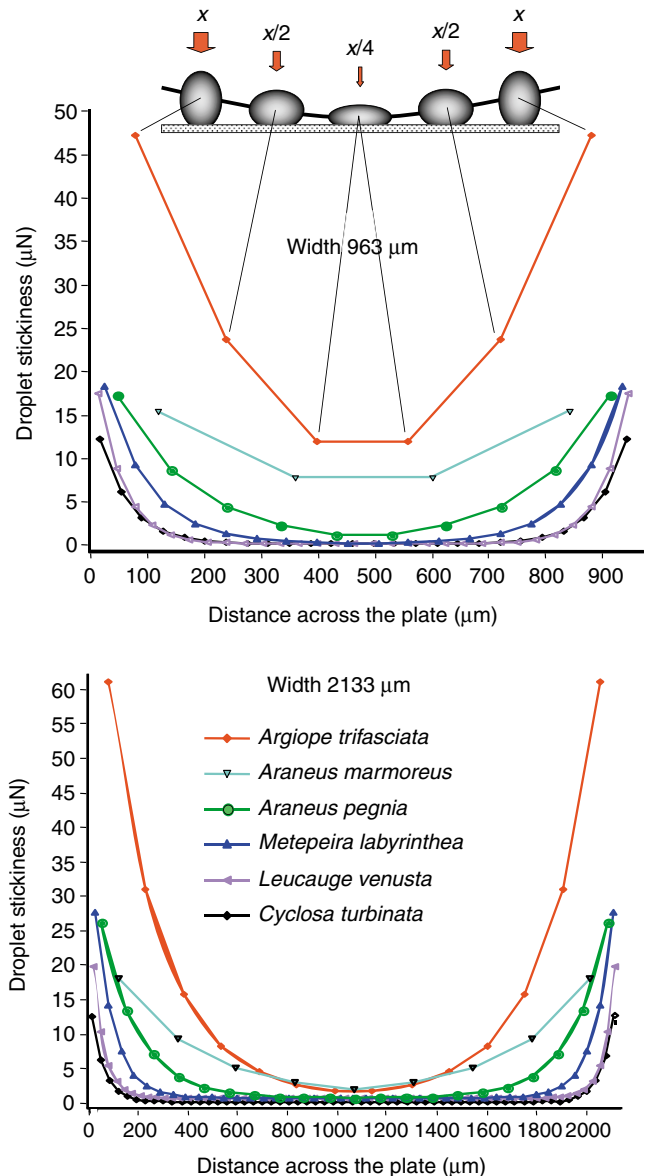 x x/2 x/4 x/2 x
50
45
40
35
30
25
20
15
10
5
0
Droplet stickiness (μN)
Width 963 μm
0 100 200 300 400 500 600 700 800 900
Distance across the plate (μm)
60
55
50
45
40
35
30
25
20
15
10
5
0
Droplet stickiness (μN)
Width 2133 μm
Argiope trifasciata
Araneus marmoreus
Araneus pegnia
Metepeira labyrinthea
Leucauge venusta
Cyclosa turbinata
0 200 400 600 800 1000 1200 1400 1600 1800 2000
Distance across the plate (μm)